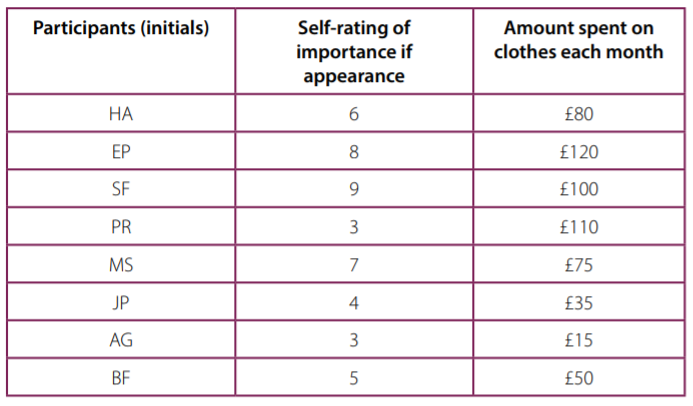 Participants (initials) Self-rating of importance if appearance Amount spent on clothes each month
HA 6 £80
EP 8 £120
SF 9 £100
PR 3 £110
MS 7 £75
JP 4 £35
AG 3 £15
BF 5 £50